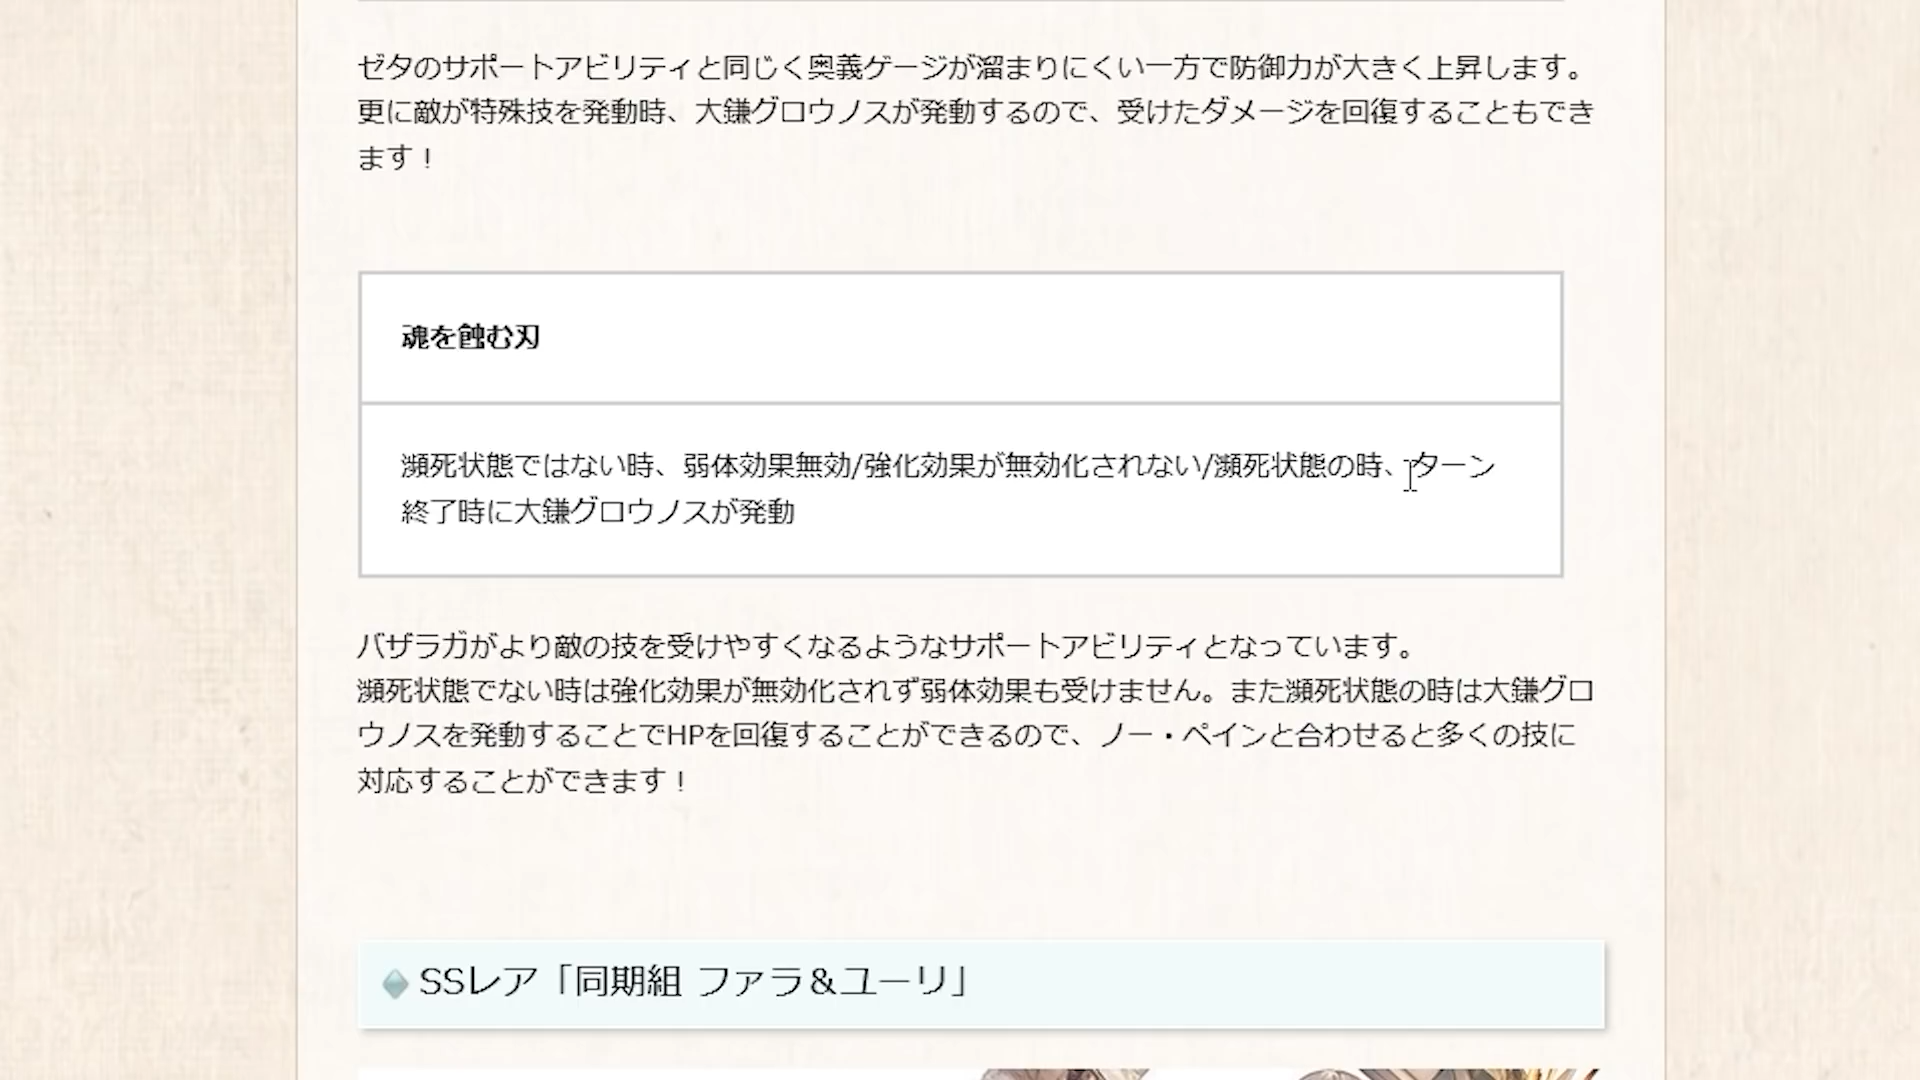 ゼタのサポートアビリティと同じく奥義ゲージが溜まりにくい一方で防御力が大きく上昇します。
更に敵が特殊技を発動時、大鎌グロウノスが発動するので、受けたダメージを回復することもでき
ます！
魂を蝕む刃
瀕死状態ではない時、弱体効果無効/強化効果が無効化されない/瀕死状態の時、ターン
終了時に大鎌グロウノスが発動
バザラガがより敵の技を受けやすくなるようなサポートアビリティとなっています。
瀕死状態でない時は強化効果が無効化されず弱体効果も受けません。また瀕死状態の時は大鎌グロ
ウノスを発動することでHPを回復することができるので、ノー・ペインと合わせると多くの技に
対応することができます！
SSレア「同期組 ファラ＆ユーリ」